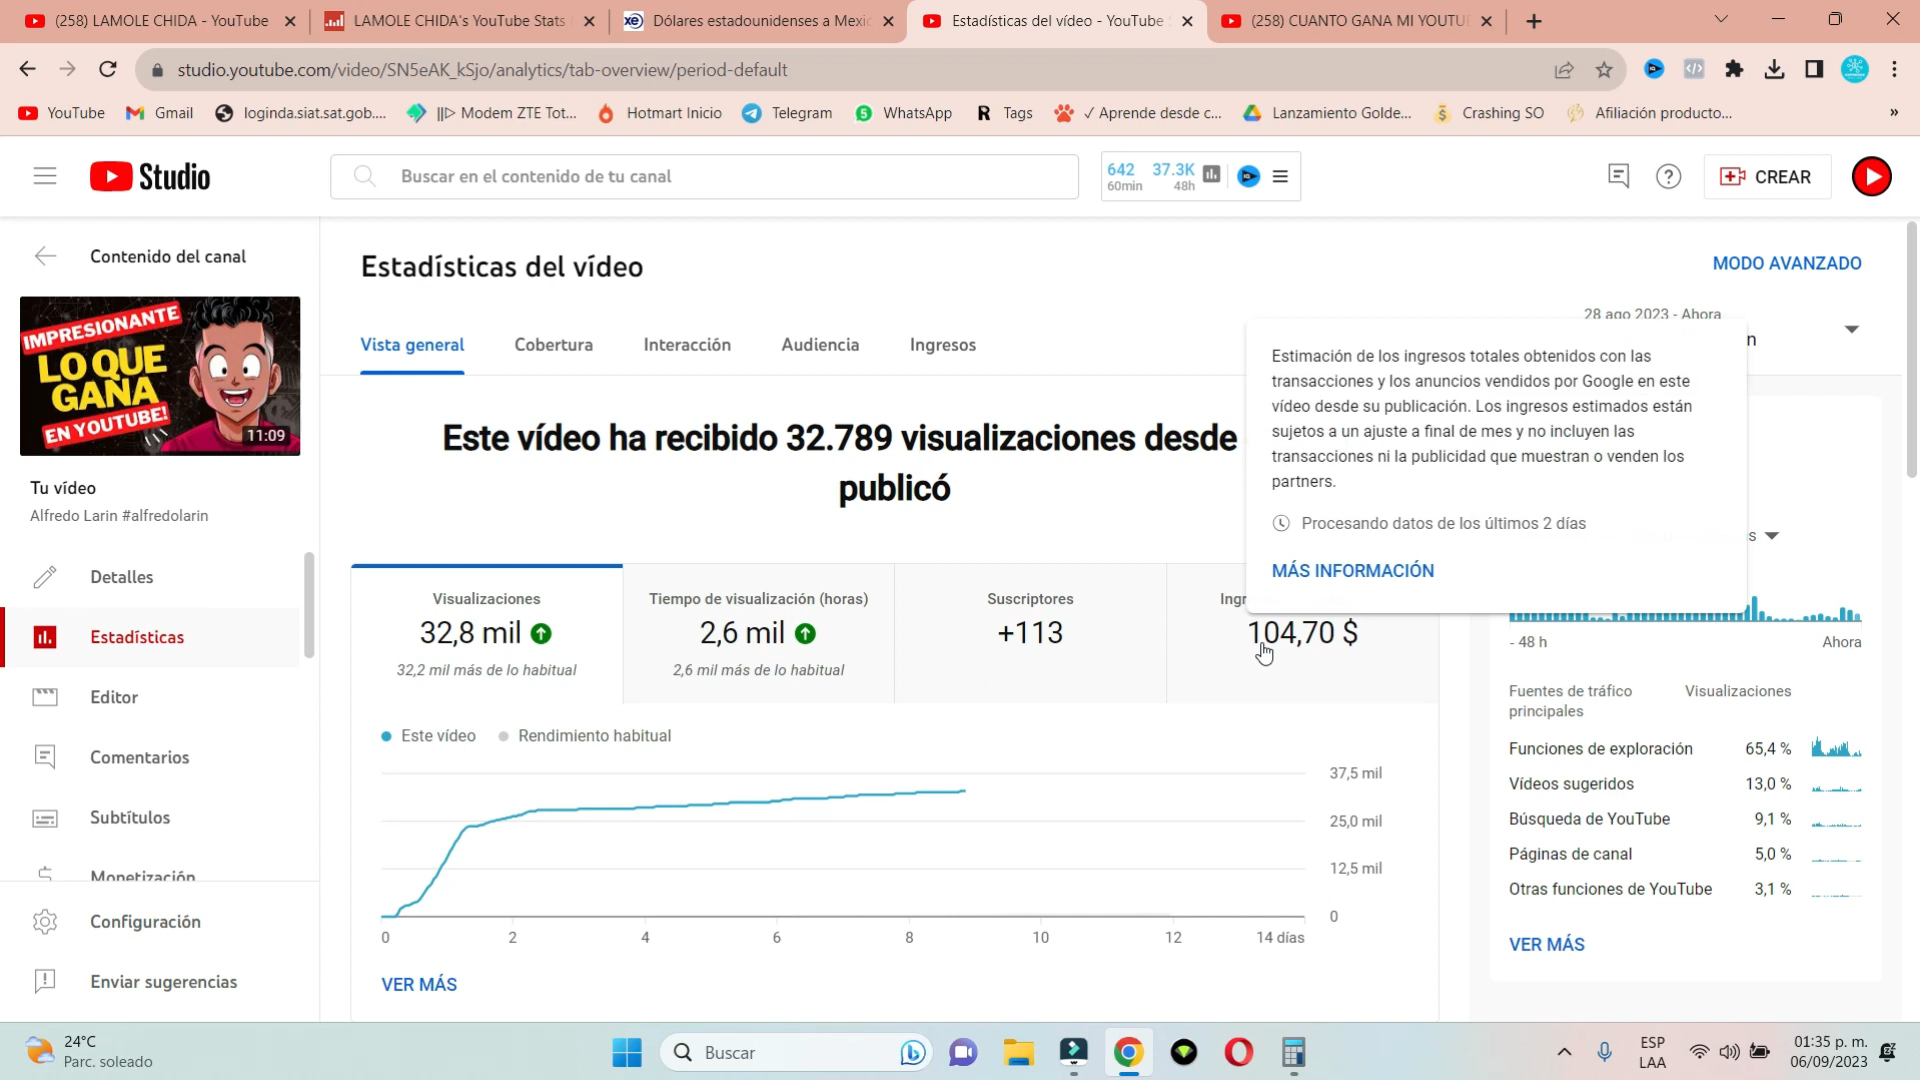 (258) LAMOLE CHIDA - YouTube
LAMOLE CHIDA's YouTube Stats
Dólares estadounidenses a Mexic
Estadísticas del vídeo - YouTube S
(258) CUANTO GANA MI YOUTU
studio.youtube.com/video/SN5eAK_kSjo/analytics/tab-overview/period-default
YouTube
Gmail
loginda.siat.sat.gob....
||▷ Modem ZTE Tot...
Hotmart Inicio
Telegram
WhatsApp
Tags
✓ Aprende desde c...
Lanzamiento Golde...
Crashing SO
Afiliación producto...
»
Studio
Buscar en el contenido de tu canal
642 37.3K
60min 48h
CREAR
Contenido del canal
Estadísticas del vídeo
MODO AVANZADO
IMPRESIONANTE
LO QUE
GANA
EN YOUTUBE!
11:09
Tu vídeo
Alfredo Larin #alfredolarin
Detalles
Estadísticas
Editor
Comentarios
Subtítulos
Monetización
Configuración
Enviar sugerencias
Vista general
Cobertura
Interacción
Audiencia
Ingresos
28 ago 2023 - Ahora
n
Este vídeo ha recibido 32.789 visualizaciones desde
publicó
Estimación de los ingresos totales obtenidos con las
transacciones y los anuncios vendidos por Google en este
vídeo desde su publicación. Los ingresos estimados están
sujetos a un ajuste a final de mes y no incluyen las
transacciones ni la publicidad que muestran o venden los
partners.
Procesando datos de los últimos 2 días
MÁS INFORMACIÓN
s
Visualizaciones
32,8 mil
32,2 mil más de lo habitual
Tiempo de visualización (horas)
2,6 mil
2,6 mil más de lo habitual
Suscriptores
+113
Ingr
104,70 $
Este vídeo
Rendimiento habitual
37,5 mil
25,0 mil
12,5 mil
0
0 2 4 6 8 10 12 14 días
VER MÁS
- 48 h
Ahora
Fuentes de tráfico
principales
Visualizaciones
Funciones de exploración 65,4 %
Vídeos sugeridos 13,0 %
Búsqueda de YouTube 9,1 %
Páginas de canal 5,0 %
Otras funciones de YouTube 3,1 %
VER MÁS
24°C
Parc. soleado
Buscar
ESP
LAA
01:35 p. m.
06/09/2023